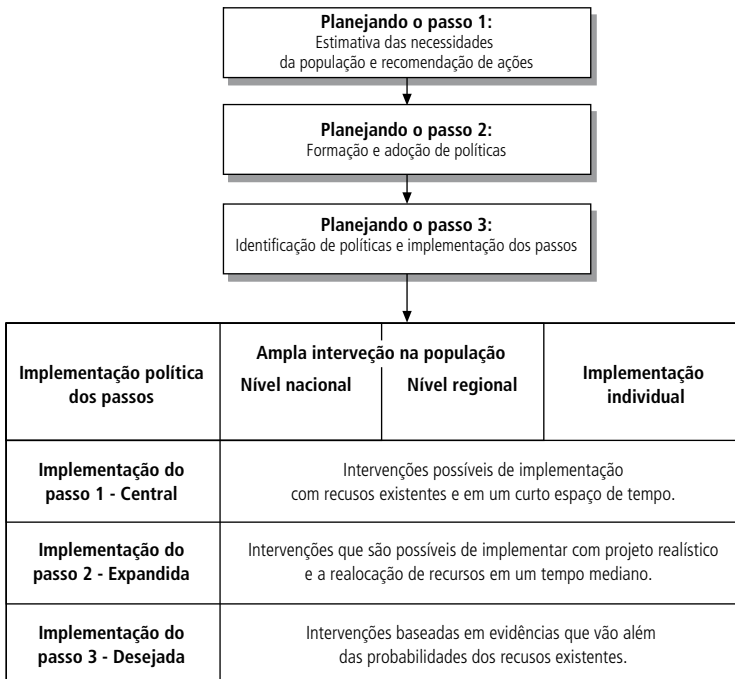 Planejando o passo 1:
Estimativa das necessidades
da população e recomendação de ações
Planejando o passo 2:
Formação e adoção de políticas
Planejando o passo 3:
Identificação de políticas e implementação dos passos
Implementação política
dos passos
Ampla interveção na população
Nível nacional
Nível regional
Implementação
individual
Implementação do
passo 1 - Central
Intervenções possíveis de implementação
com recusos existentes e em um curto espaço de tempo.
Implementação do
passo 2 - Expandida
Intervenções que são possíveis de implementar com projeto realístico
e a realocação de recursos em um tempo mediano.
Implementação do
passo 3 - Desejada
Intervenções baseadas em evidências que vão além
das probabilidades dos recusos existentes.